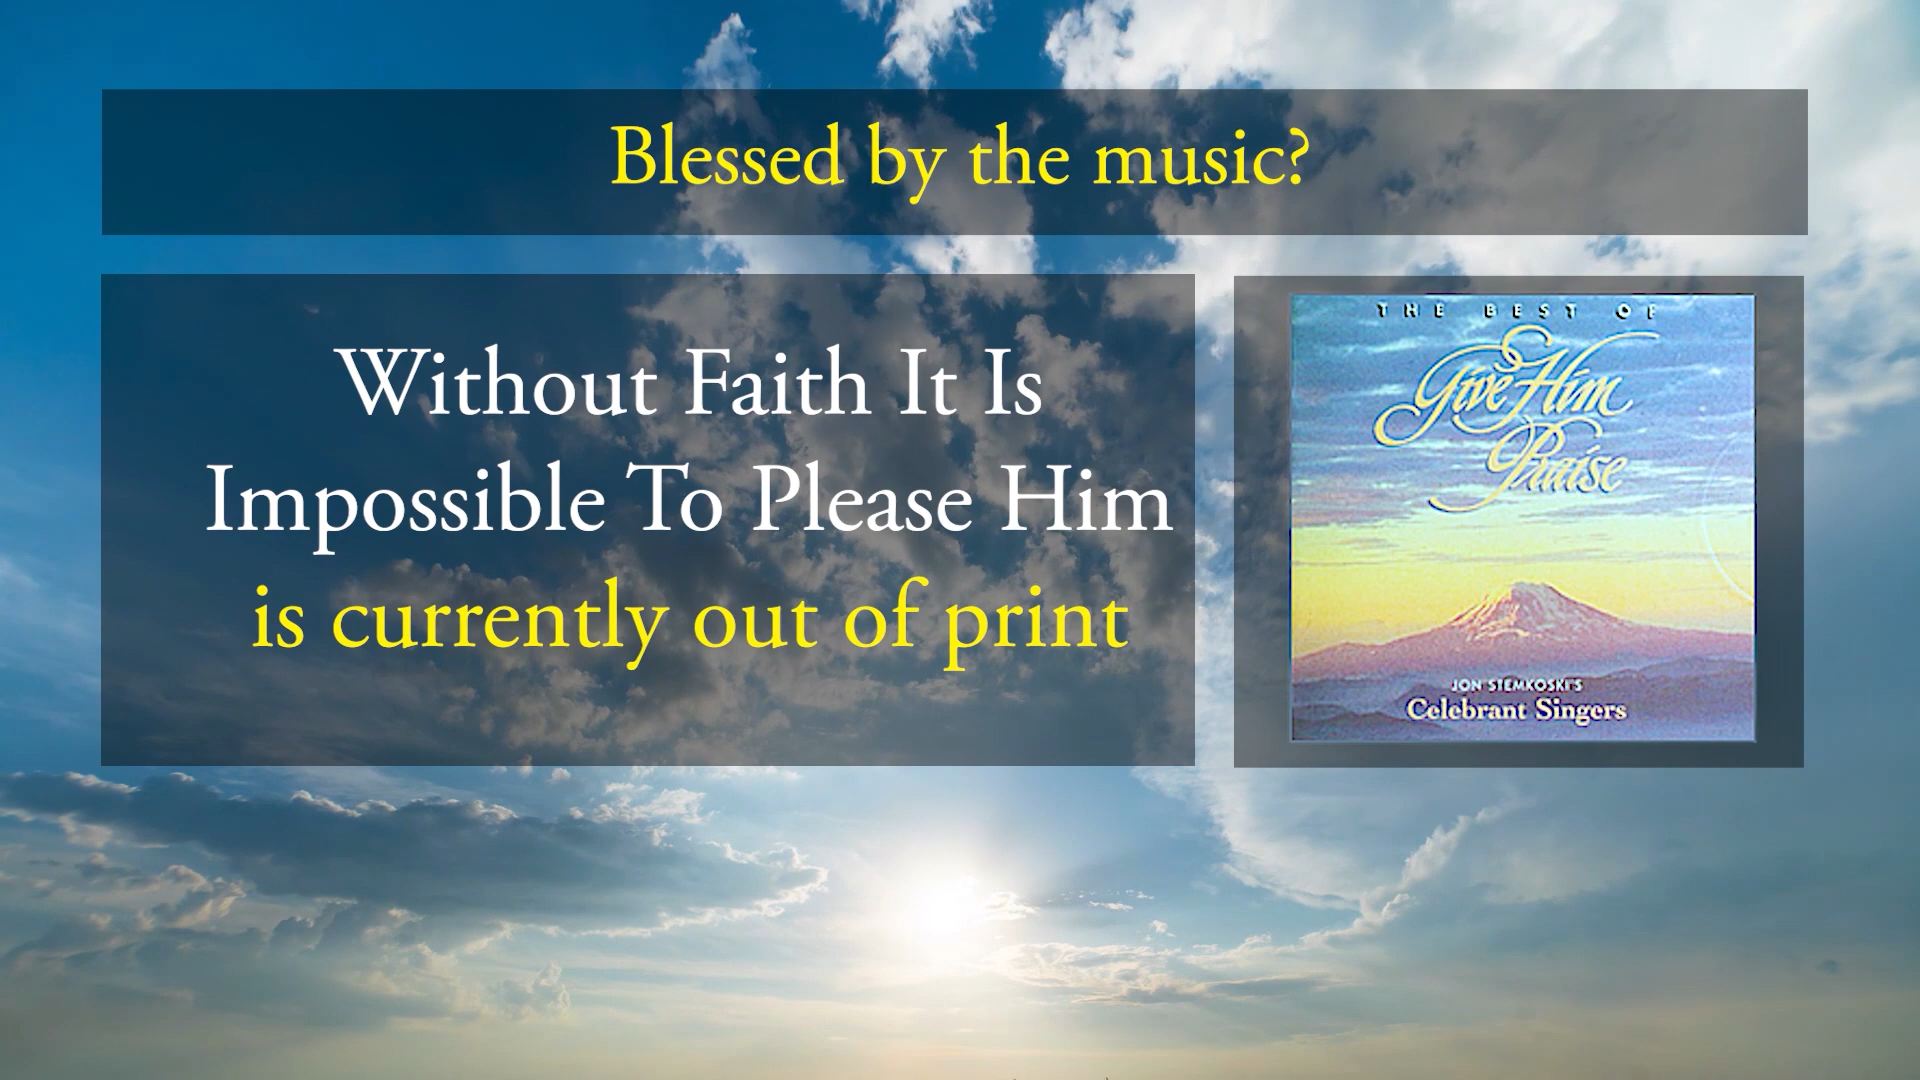 Blessed by the music?
Without Faith It Is
Impossible To Please Him
is currently out of print
THE BEST OF
Give Him
Praise
JON STEMKOSKI'S
Celebrant Singers